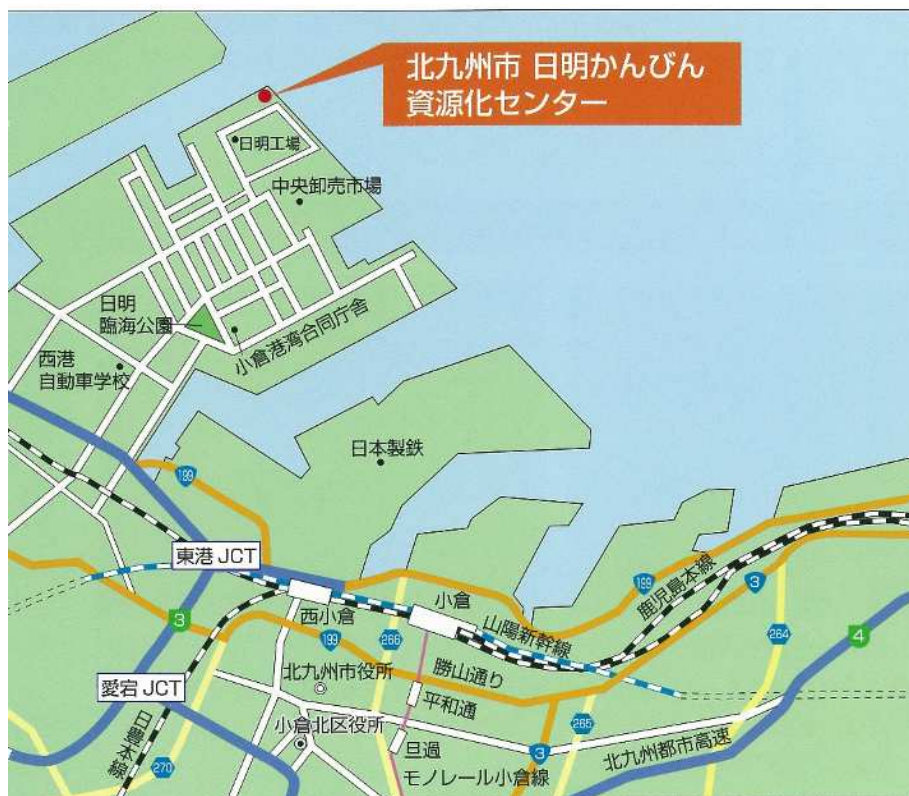 北九州市 日明かんびん
資源化センター
日明工場
中央卸売市場
日明
臨海公園
小倉港湾合同庁舎
西港
自動車学校
日本製鉄
199
東港 JCT
西小倉
小倉
山陽新幹線
鹿児島本線
199
3
3
199
266
264
4
勝山通り
北九州市役所
平和通
愛宕 JCT
小倉北区役所
旦過
265
3
北九州都市高速
日豊本線
270
モノレール小倉線